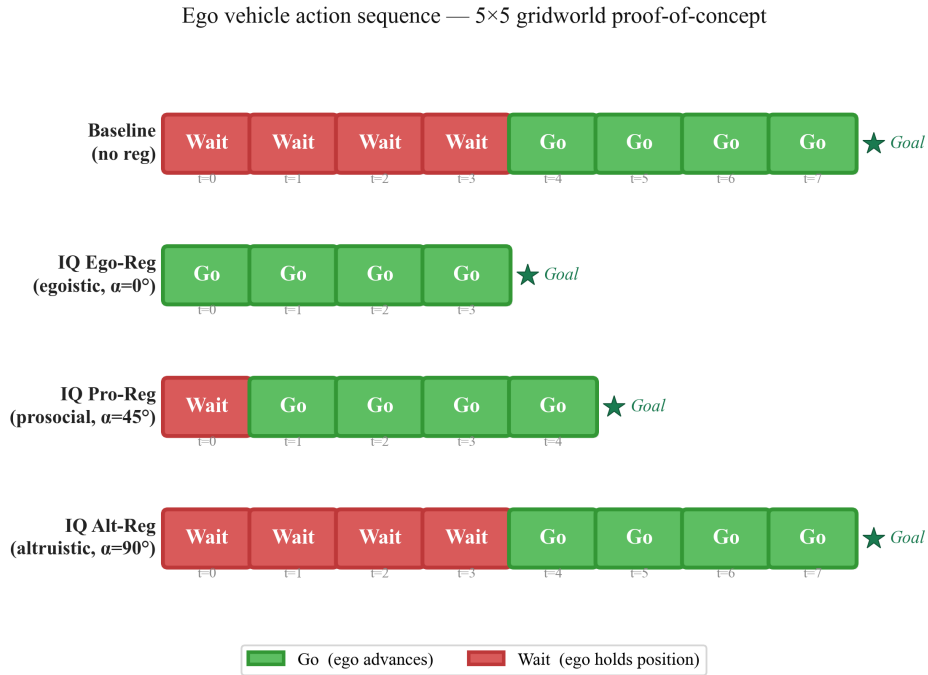 Ego vehicle action sequence — 5×5 gridworld proof-of-concept
Baseline
(no reg)
Wait Wait Wait Wait Go Go Go Go Goal
t=0 t=1 t=2 t=3 t=4 t=5 t=6 t=7
IQ Ego-Reg
(egoistic, α=0°)
Go Go Go Go Goal
t=0 t=1 t=2 t=3
IQ Pro-Reg
(prosocial, α=45°)
Wait Go Go Go Go Goal
t=0 t=1 t=2 t=3 t=4
IQ Alt-Reg
(altruistic, α=90°)
Wait Wait Wait Wait Go Go Go Go Goal
t=0 t=1 t=2 t=3 t=4 t=5 t=6 t=7
Go (ego advances) Wait (ego holds position)